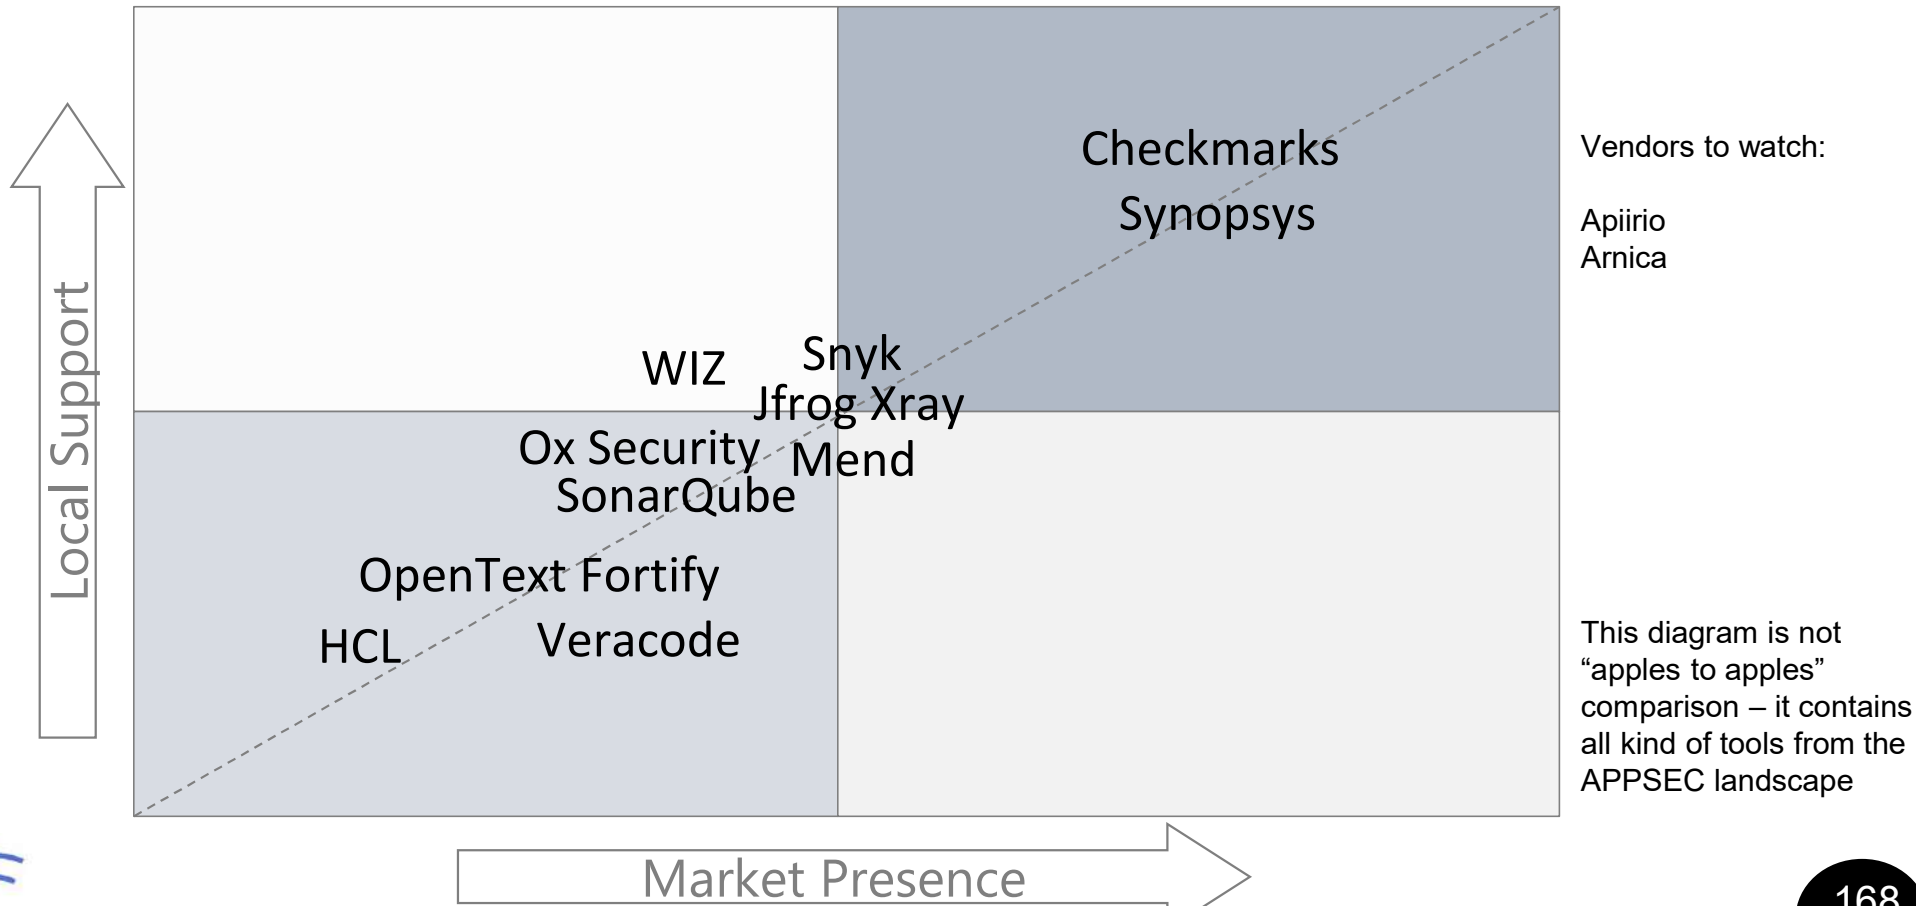 Checkmarks
Synopsys
Snyk
WIZ
Jfrog Xray
Ox Security
Mend
SonarQube
OpenText Fortify
Veracode
HCL
Local Support
Market Presence
Vendors to watch:
Apiirio
Arnica
This diagram is not
“apples to apples”
comparison – it contains
all kind of tools from the
APPSEC landscape
168